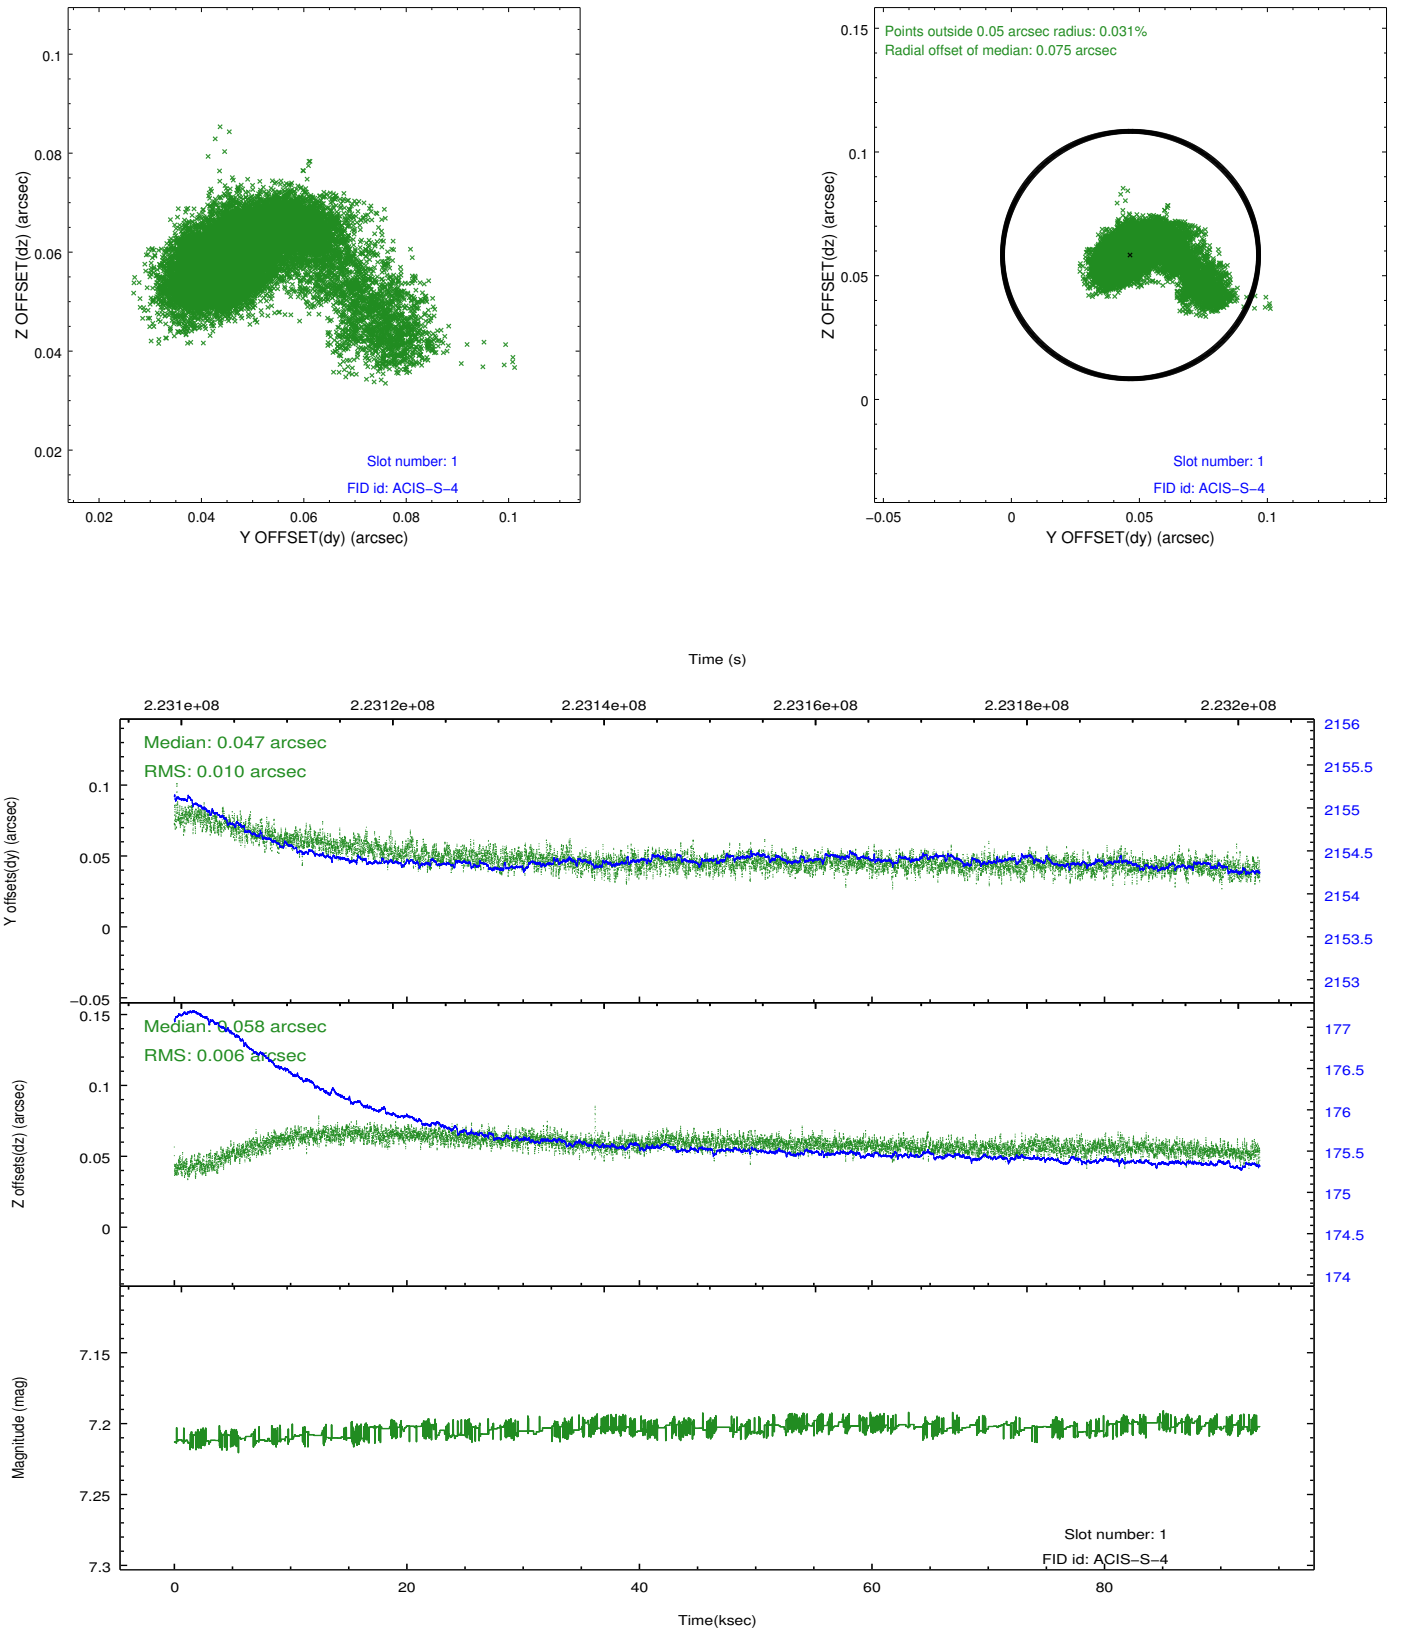 0.1
0.08
0.06
0.04
0.02
Z OFFSET(dz) (arcsec)
Slot number: 1
FID id: ACIS−S−4
0.02 0.04 0.06 0.08 0.1
Y OFFSET(dy) (arcsec)
Points outside 0.05 arcsec radius: 0.031%
Radial offset of median: 0.075 arcsec
0.15
0.1
0.05
0
Z OFFSET(dz) (arcsec)
Slot number: 1
FID id: ACIS−S−4
−0.05 0 0.05 0.1
Y OFFSET(dy) (arcsec)
Time (s)
2.231e+08 2.2312e+08 2.2314e+08 2.2316e+08 2.2318e+08 2.232e+08
Median: 0.047 arcsec
RMS: 0.010 arcsec
0.1
0.05
0
−0.05
Y offsets(dy) (arcsec)
2156
2155.5
2155
2154.5
2154
2153.5
2153
Median: 0.058 arcsec
RMS: 0.006 arcsec
0.15
0.1
0.05
0
Z offsets(dz) (arcsec)
177
176.5
176
175.5
175
174.5
174
7.15
7.2
7.25
7.3
Magnitude (mag)
Slot number: 1
FID id: ACIS−S−4
0 20 40 60 80
Time(ksec)